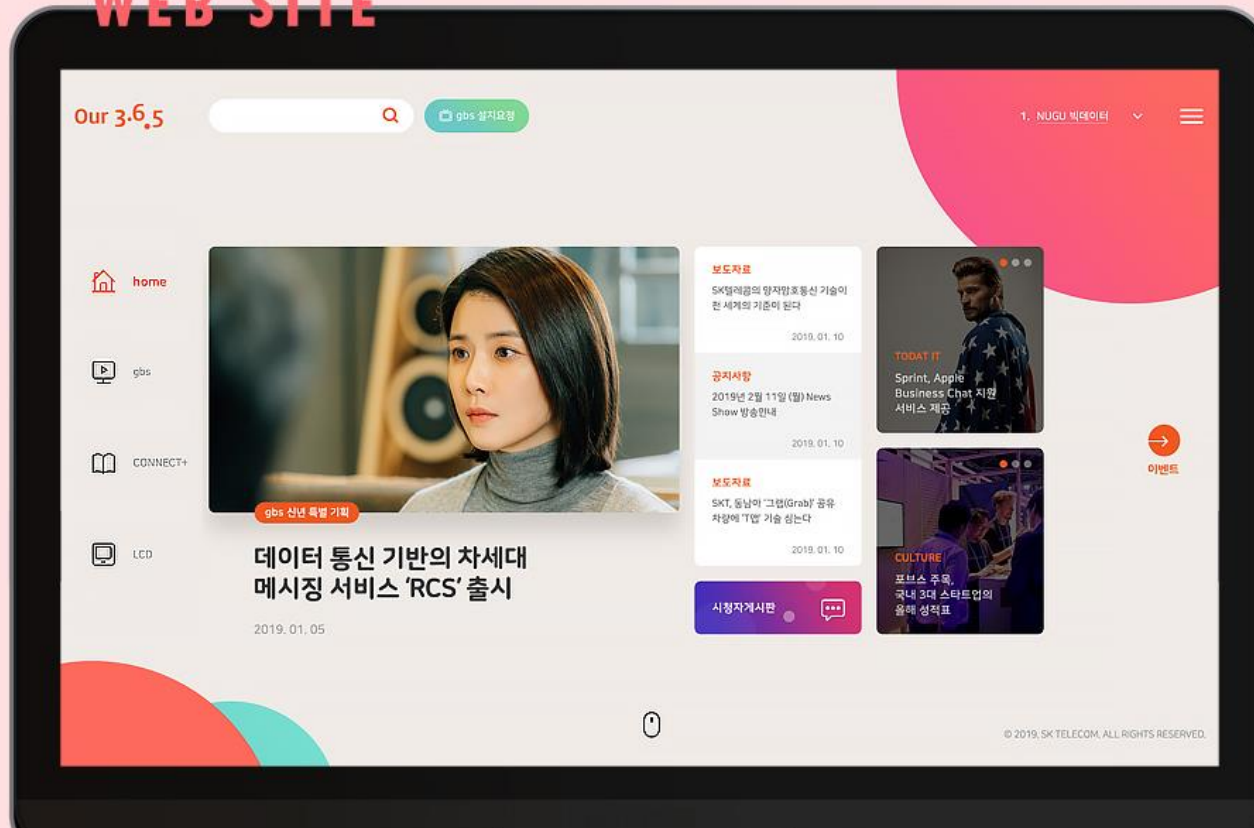 WEB SITE
Our 3.6.5
gbs 설치요청
1. NUGU 빅데이터
home
gbs
CONNECT+
LCD
gbs 신년 특별 기획
데이터 통신 기반의 차세대
메시징 서비스 ‘RCS’ 출시
2019. 01. 05
보도자료
SK텔레콤의 양자암호통신 기술이
전 세계의 기준이 된다
2019. 01. 10
공지사항
2019년 2월 11일 (월) News
Show 방송안내
2019. 01. 10
보도자료
SKT, 동남아 ‘그랩(Grab)’ 공유
차량에 ‘T맵’ 기술 심는다
2019. 01. 10
시청자게시판
TODAT IT
Sprint, Apple
Business Chat 지원
서비스 제공
CULTURE
포브스 주목,
국내 3대 스타트업의
올해 성적표
이벤트
© 2019. SK TELECOM. ALL RIGHTS RESERVED.